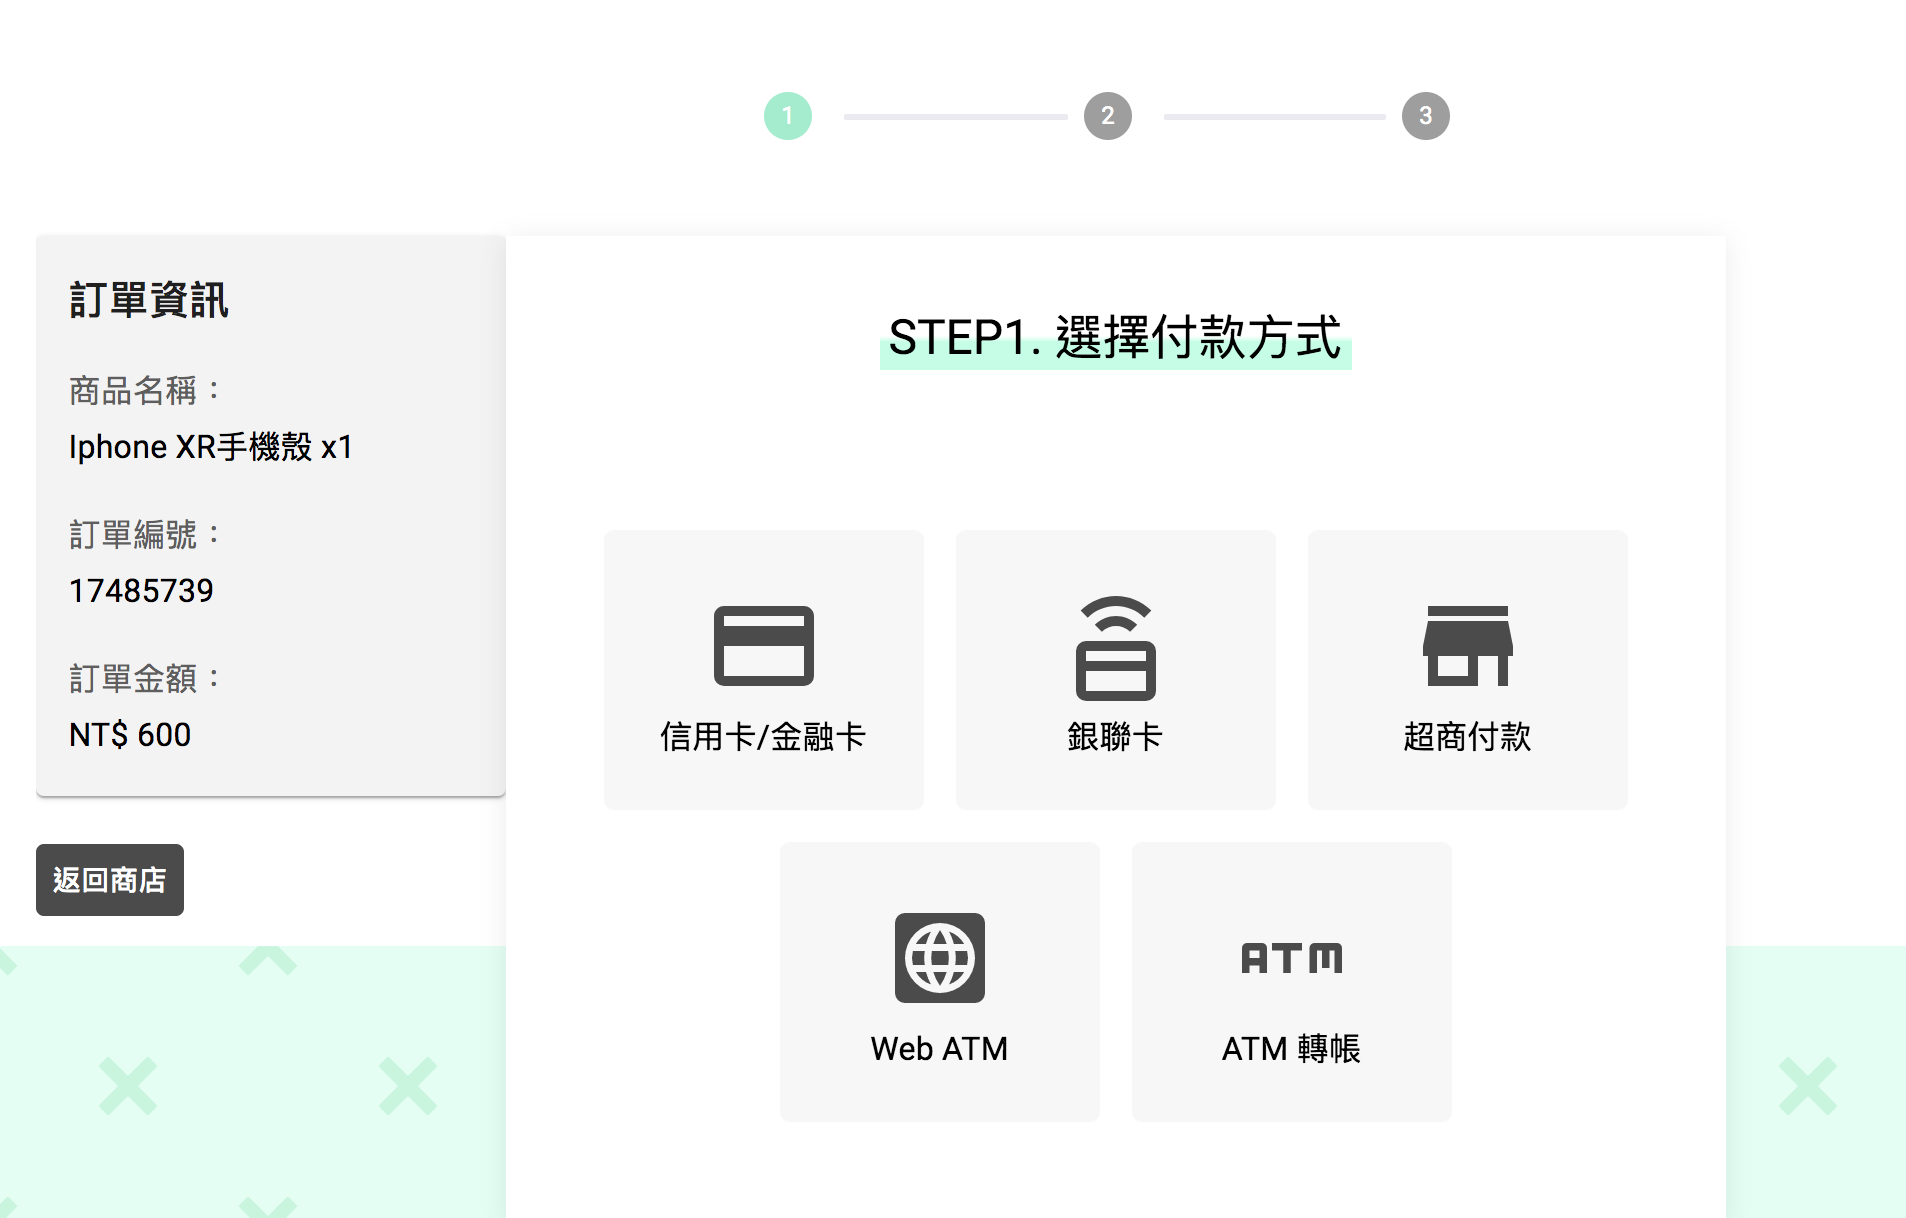 1
2
3
訂單資訊
商品名稱：
Iphone XR手機殼 x1
訂單編號：
17485739
訂單金額：
NT$ 600
返回商店
STEP1. 選擇付款方式
信用卡/金融卡
銀聯卡
超商付款
Web ATM
ATM
ATM 轉帳